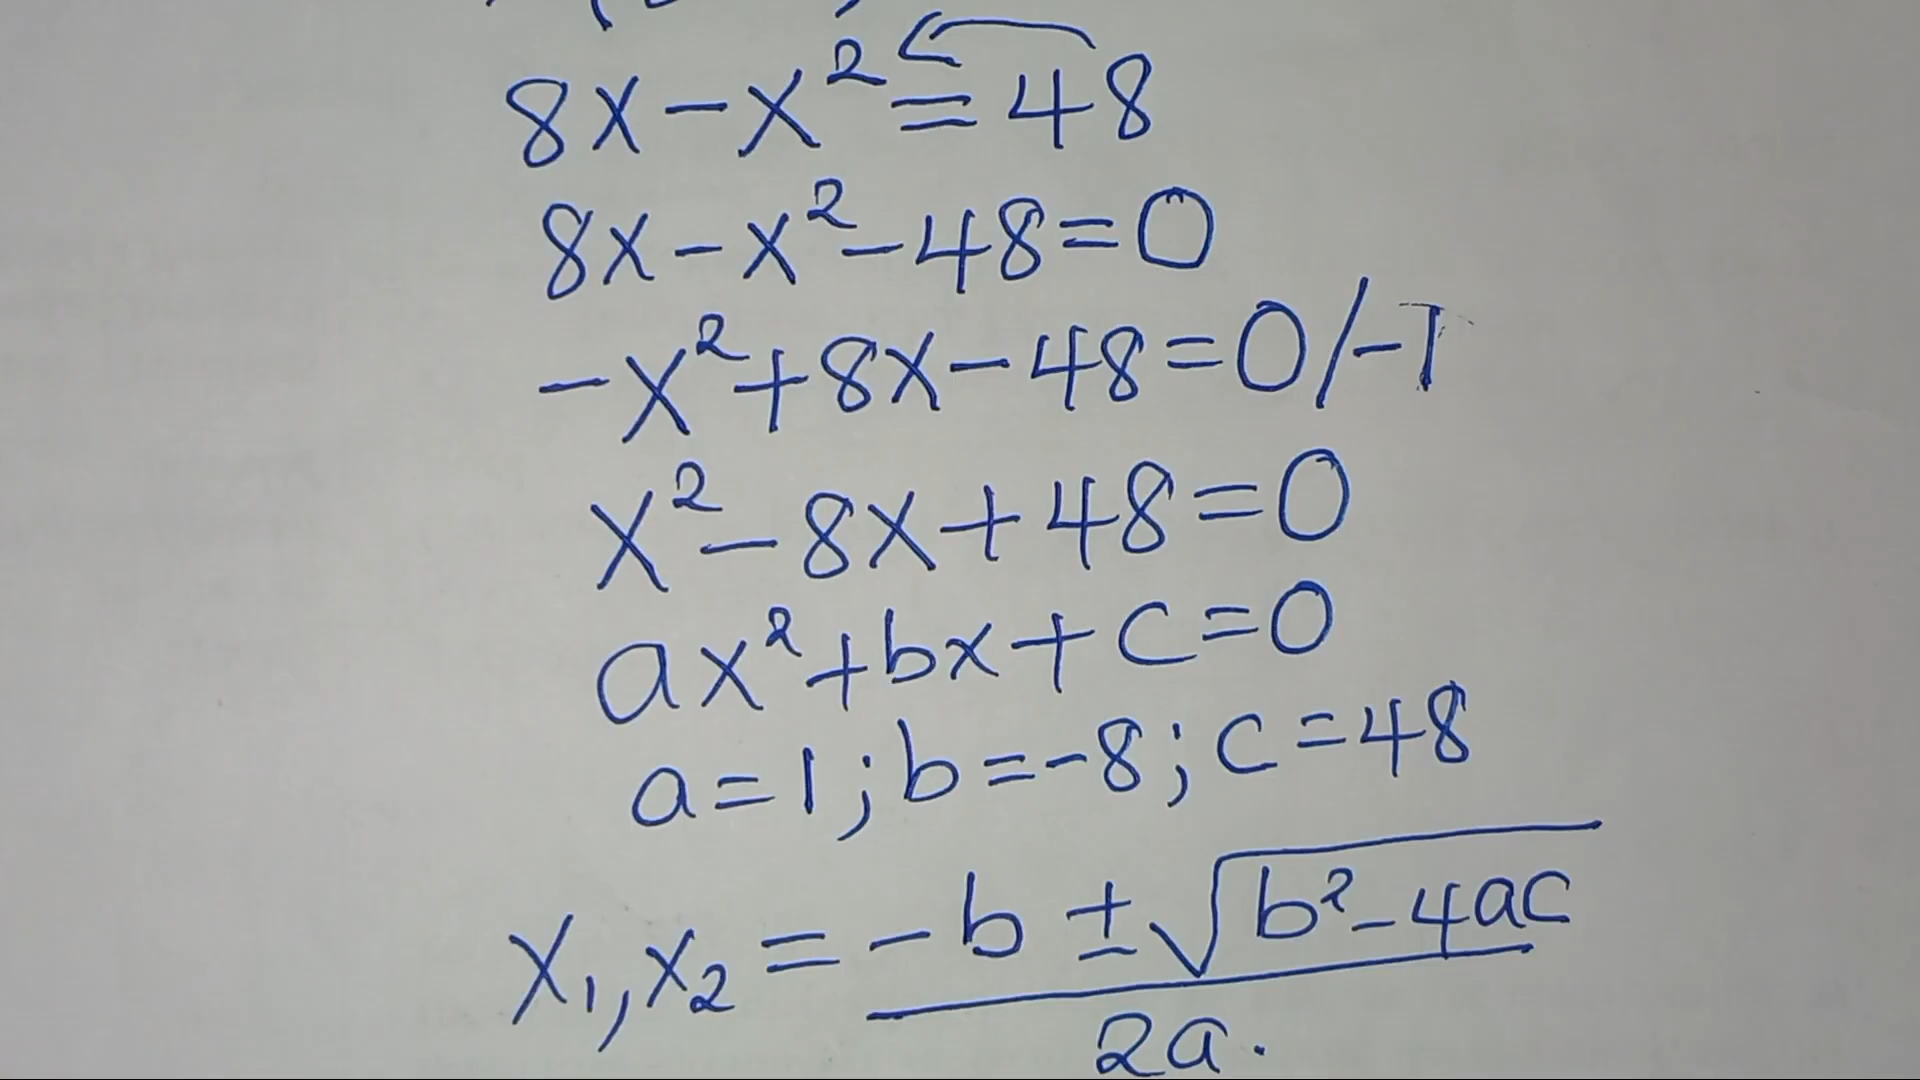 8x-x²=48
8x-x²-48=0
-x²+8x-48=0/-1
x²-8x+48=0
ax²+bx+c=0
a=1;b=-8;c=48
x₁,x₂=-b±√b²-4ac
2a.